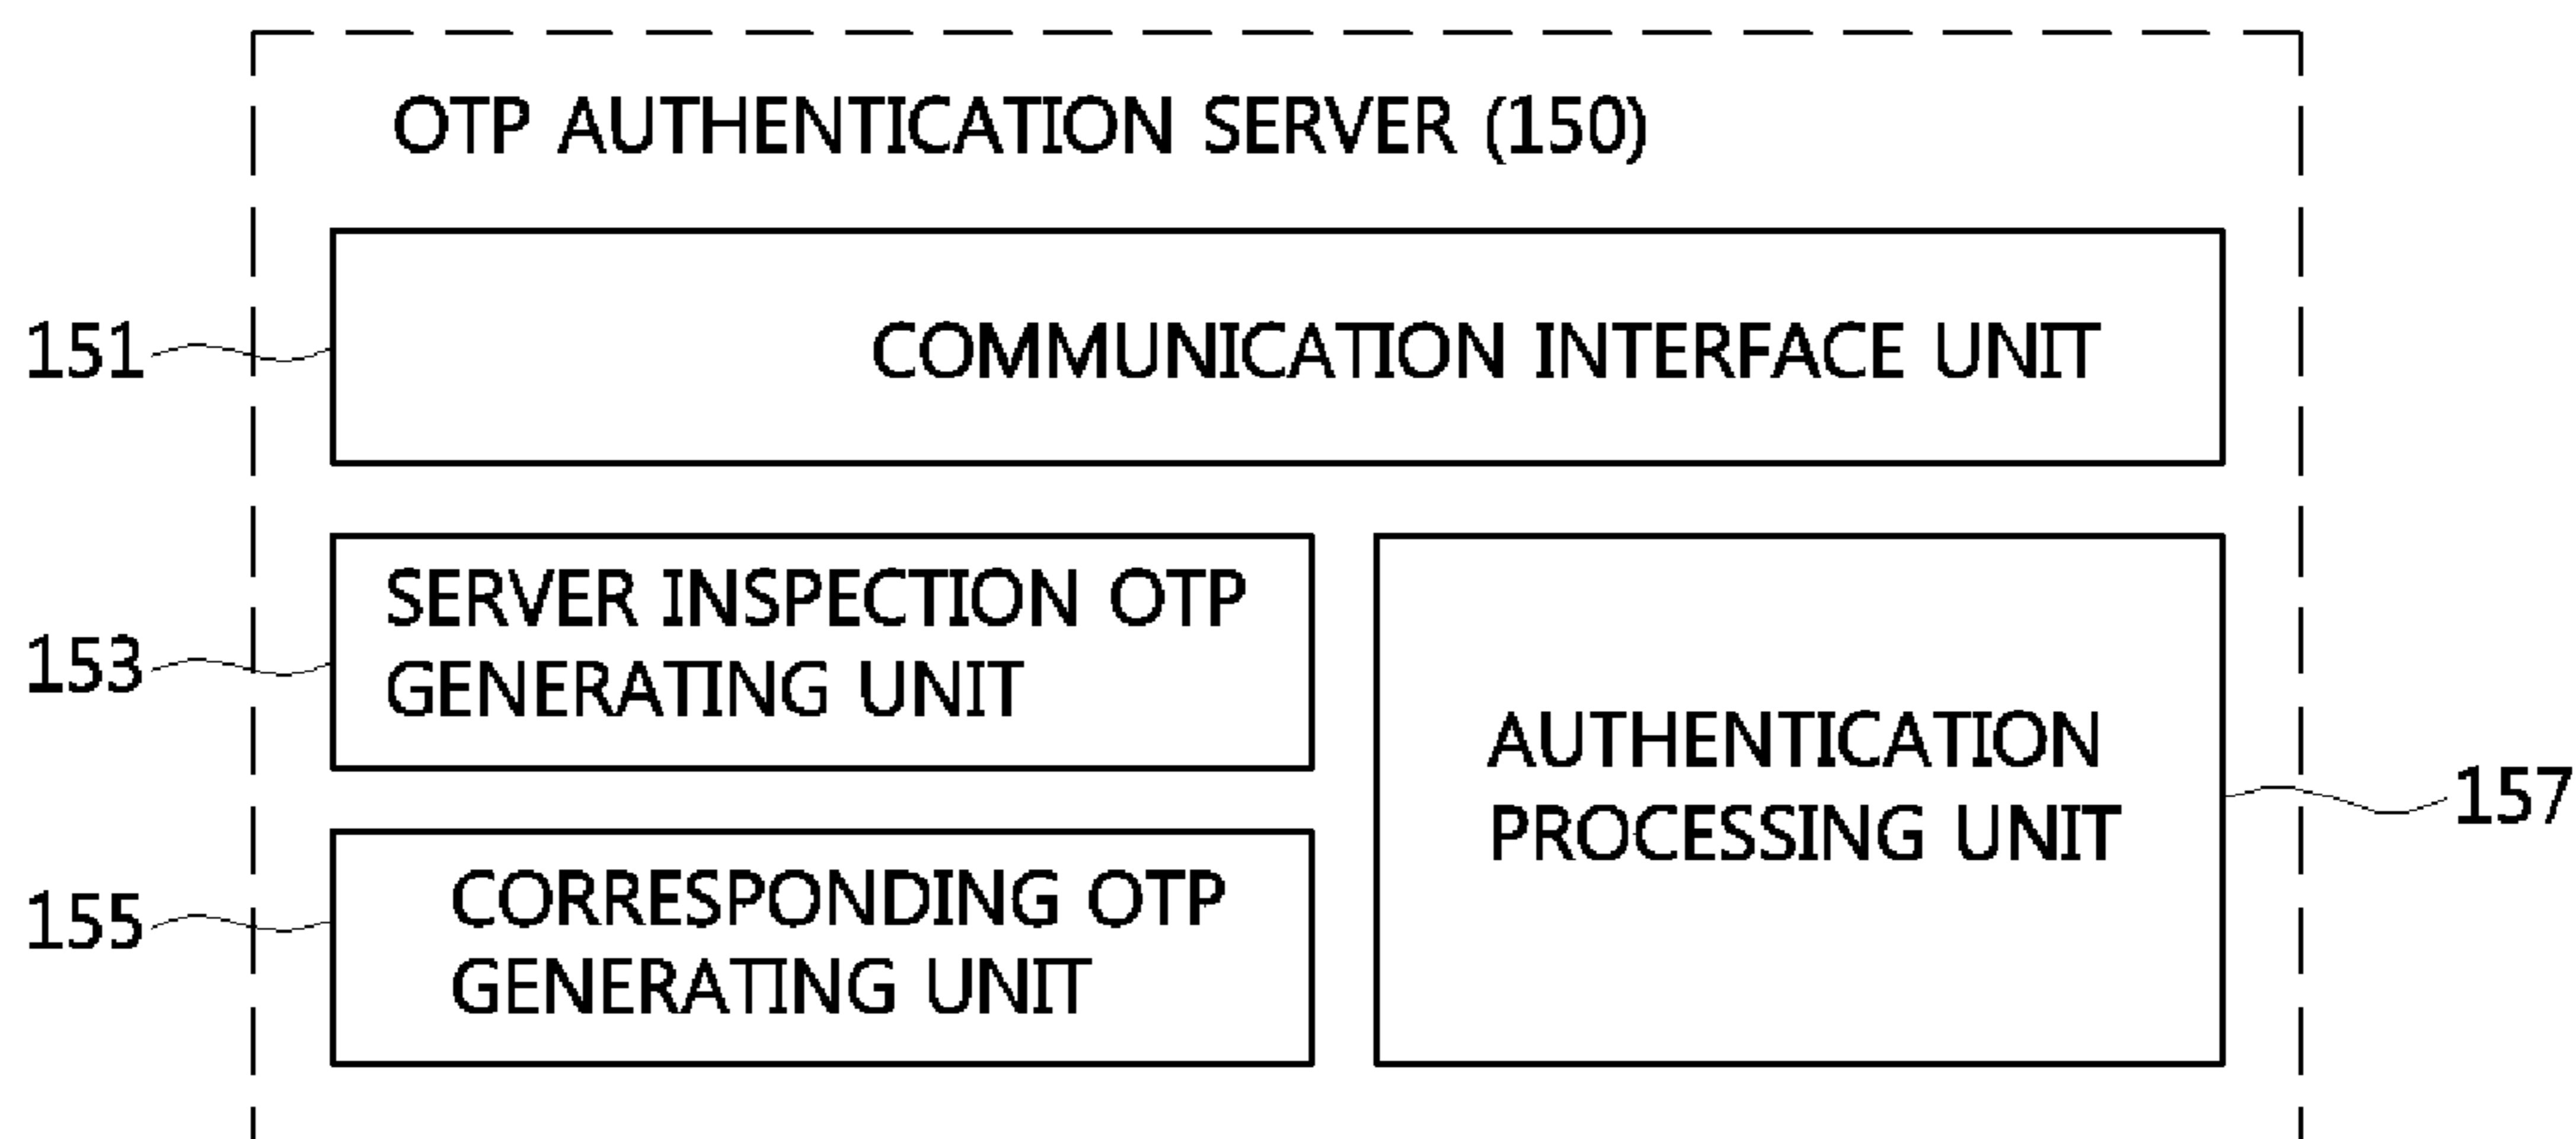 OTP AUTHENTICATION SERVER (150)
151
COMMUNICATION INTERFACE UNIT
153
SERVER INSPECTION OTP
GENERATING UNIT
155
CORRESPONDING OTP
GENERATING UNIT
AUTHENTICATION
PROCESSING UNIT
157